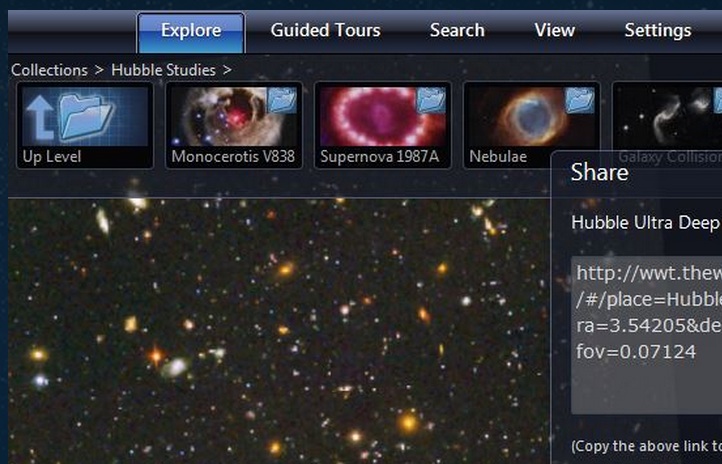 Explore Guided Tours Search View Settings
Collections > Hubble Studies >
Up Level Monocerotis V838 Supernova 1987A Nebulae Galaxy Collision
Share
Hubble Ultra Deep
http://wwt.thew
/#/place=Hubble
ra=3.54205&de
fov=0.07124
(Copy the above link to